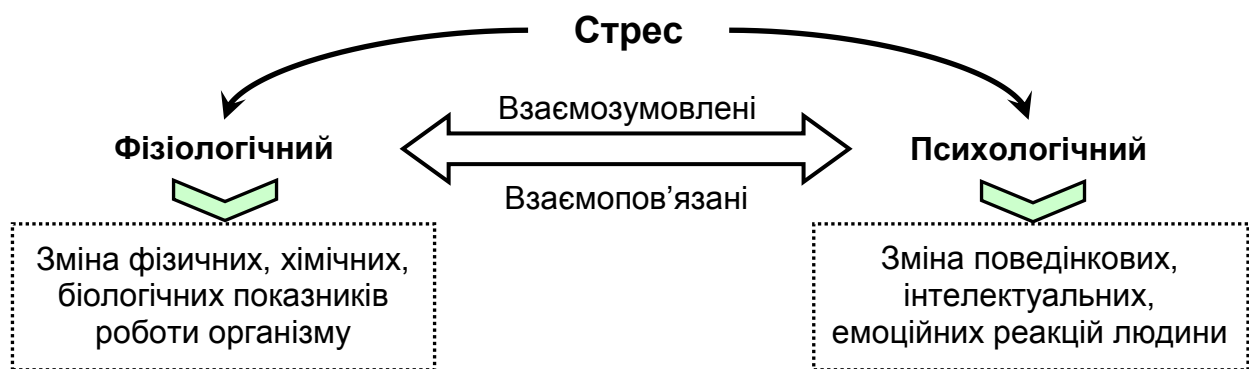 Стрес
Взаємозумовлені
Фізіологічний
Психологічний
Взаємопов’язані
Зміна фізичних, хімічних,
біологічних показників
роботи організму
Зміна поведінкових,
інтелектуальних,
емоційних реакцій людини